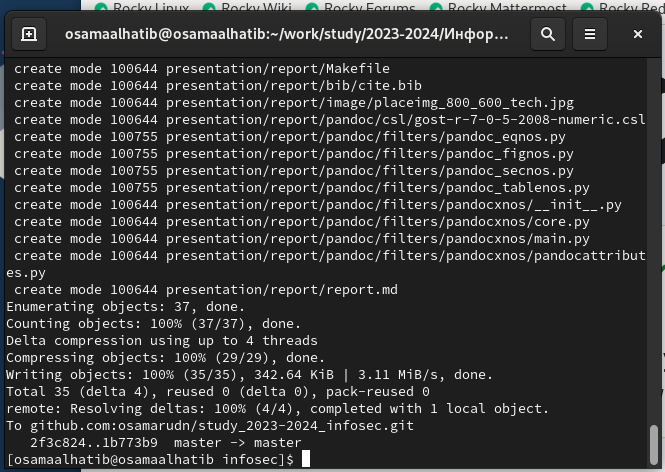 Rocky Linux Rocky Wiki Rocky Forums Rocky Mattermost Rocky Red
osamaalhatib@osamaalhatib:~/work/study/2023-2024/Инфор...
create mode 100644 presentation/report/Makefile
create mode 100644 presentation/report/bib/cite.bib
create mode 100644 presentation/report/image/placeimg_800_600_tech.jpg
create mode 100644 presentation/report/pandoc/csl/gost-r-7-0-5-2008-numeric.csl
create mode 100755 presentation/report/pandoc/filters/pandoc_eqnos.py
create mode 100755 presentation/report/pandoc/filters/pandoc_fignos.py
create mode 100755 presentation/report/pandoc/filters/pandoc_secnos.py
create mode 100755 presentation/report/pandoc/filters/pandoc_tablenos.py
create mode 100644 presentation/report/pandoc/filters/pandocxnos/__init__.py
create mode 100644 presentation/report/pandoc/filters/pandocxnos/core.py
create mode 100644 presentation/report/pandoc/filters/pandocxnos/main.py
create mode 100644 presentation/report/pandoc/filters/pandocxnos/pandocattribut
es.py
create mode 100644 presentation/report/report.md
Enumerating objects: 37, done.
Counting objects: 100% (37/37), done.
Delta compression using up to 4 threads
Compressing objects: 100% (29/29), done.
Writing objects: 100% (35/35), 342.64 KiB | 3.11 MiB/s, done.
Total 35 (delta 4), reused 0 (delta 0), pack-reused 0
remote: Resolving deltas: 100% (4/4), completed with 1 local object.
To github.com:osamarudn/study_2023-2024_infosec.git
2f3c824..1b773b9 master -> master
[osamaalhatib@osamaalhatib infosec]$